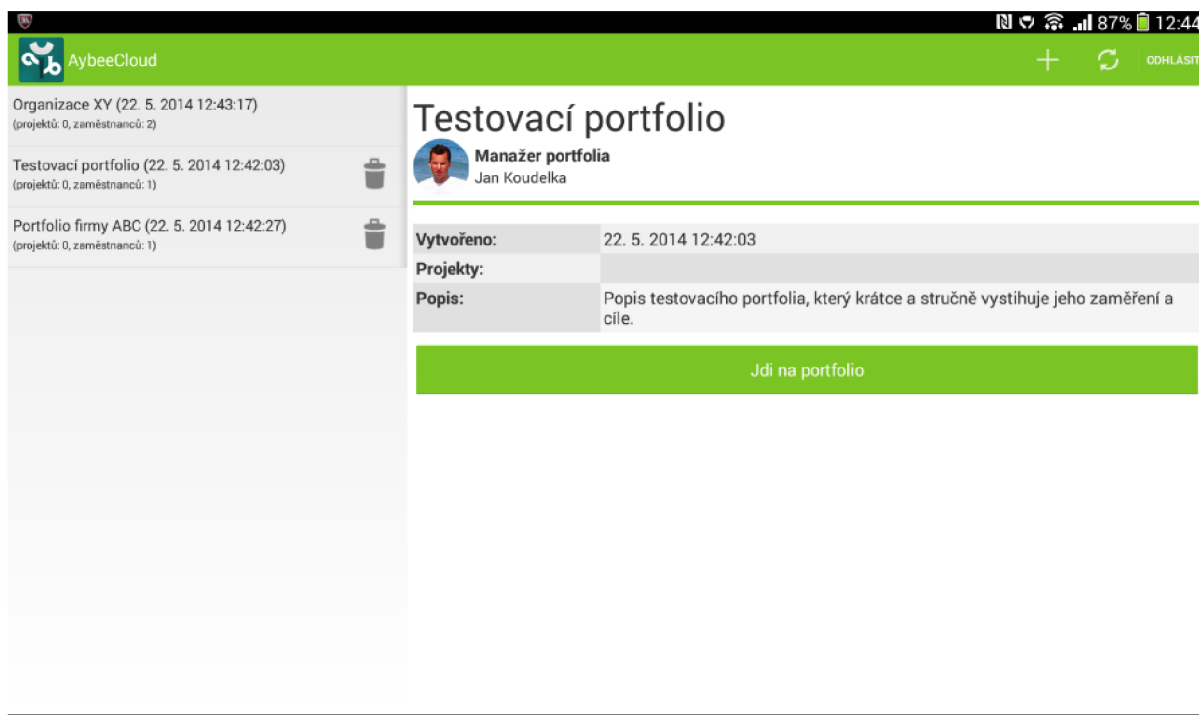 87% 12:44
AybeeCloud
ODHLÁSIT
Organizace XY (22. 5. 2014 12:43:17)
(projektů: 0, zaměstnanců: 2)
Testovací portfolio (22. 5. 2014 12:42:03)
(projektů: 0, zaměstnanců: 1)
Portfolio firmy ABC (22. 5. 2014 12:42:27)
(projektů: 0, zaměstnanců: 1)
Testovací portfolio
Manažer portfolia
Jan Koudelka
Vytvořeno: 22. 5. 2014 12:42:03
Projekty:
Popis: Popis testovacího portfolia, který krátce a stručně vystihuje jeho zaměření a
cíle.
Jdi na portfolio